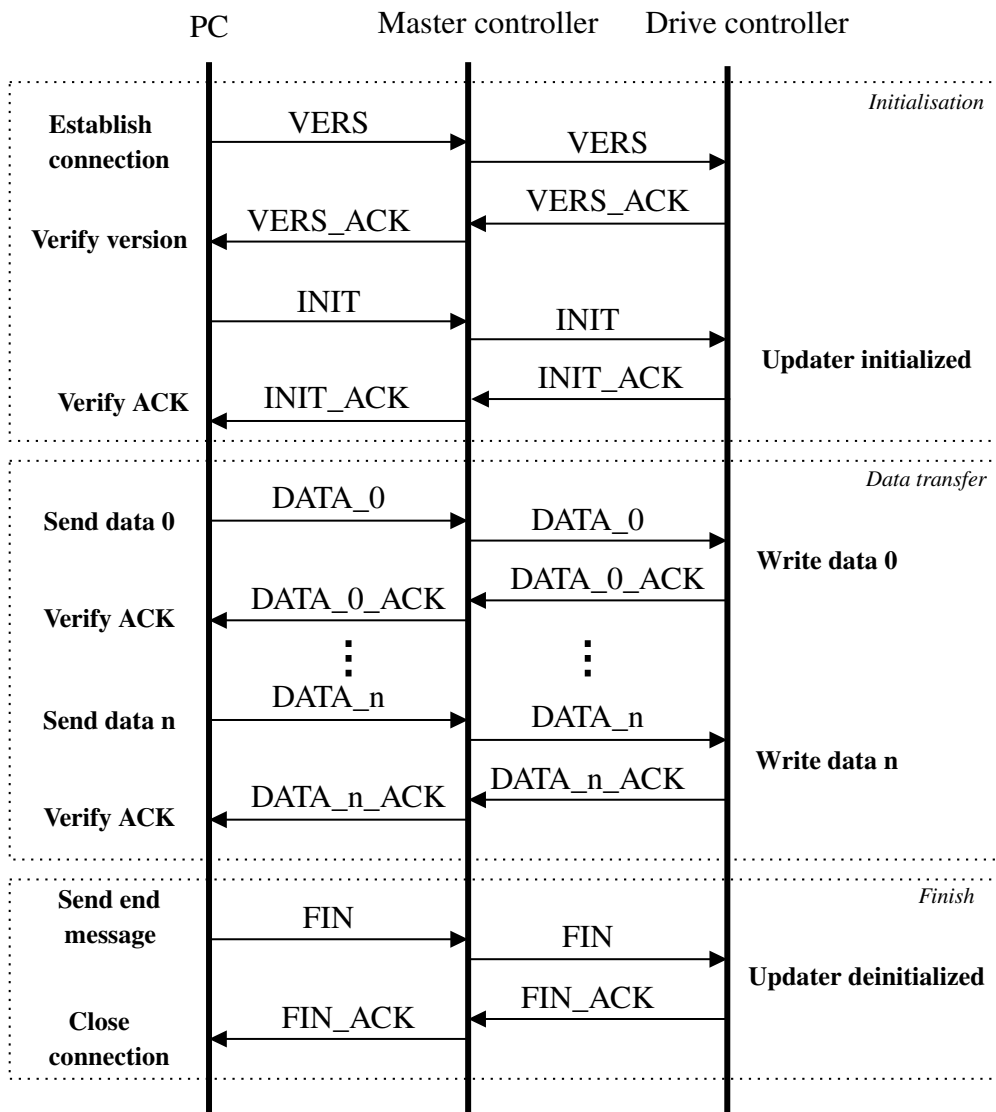 PC
Master controller
Drive controller
Initialisation
Establish
connection
VERS
VERS
VERS_ACK
VERS_ACK
Verify version
INIT
INIT
Updater initialized
INIT_ACK
INIT_ACK
Verify ACK
Data transfer
Send data 0
DATA_0
DATA_0
Write data 0
DATA_0_ACK
DATA_0_ACK
Verify ACK
Send data n
DATA_n
DATA_n
Write data n
DATA_n_ACK
DATA_n_ACK
Verify ACK
Finish
Send end
message
FIN
FIN
Updater deinitialized
FIN_ACK
FIN_ACK
Close
connection